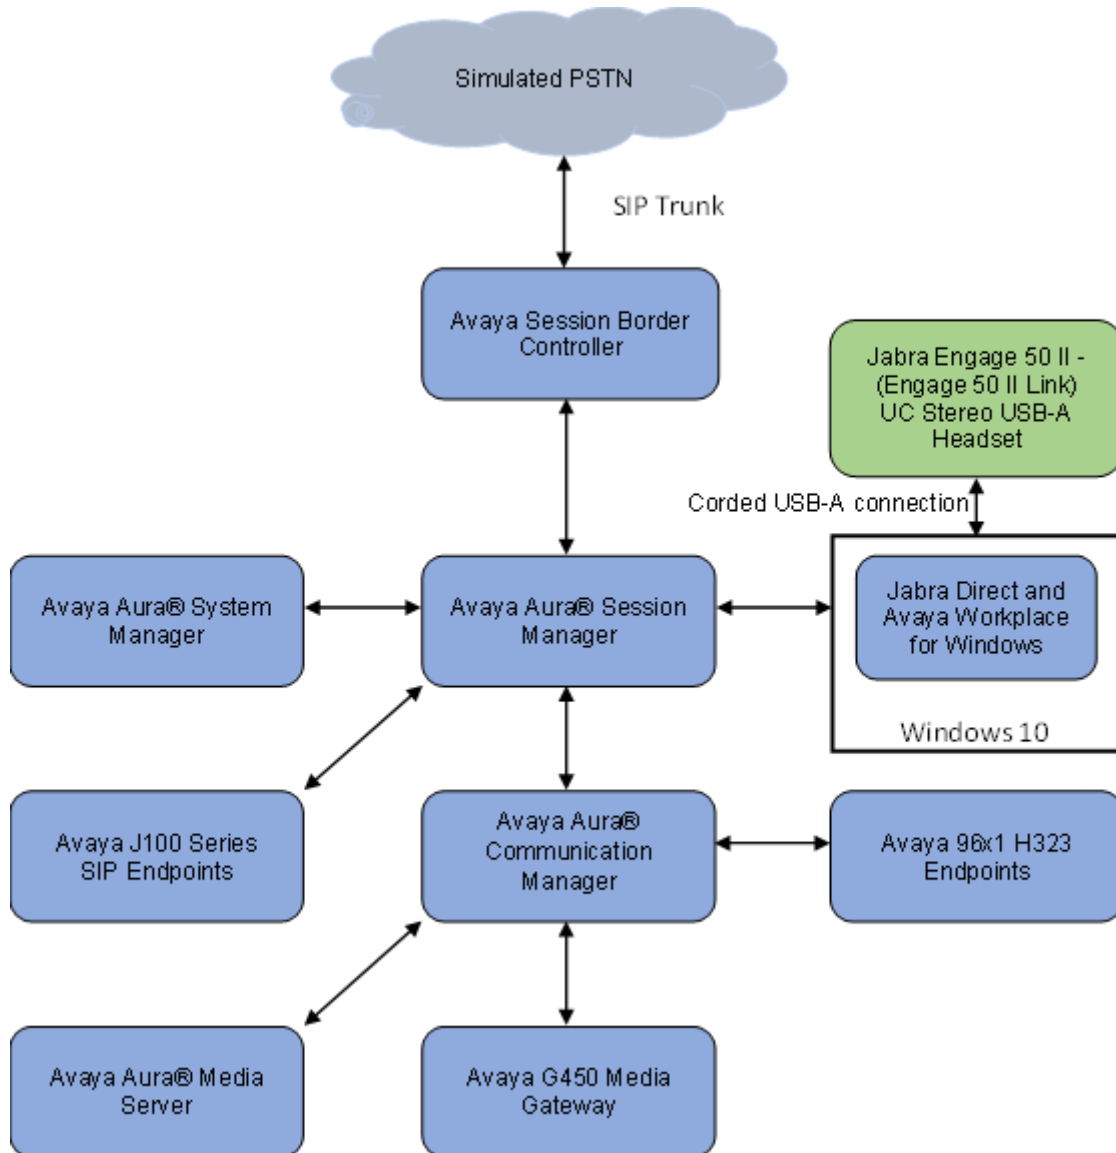 Simulated PSTN
SIP Trunk
Avaya Session Border
Controller
Jabra Engage 50 II -
(Engage 50 II Link)
UC Stereo USB-A
Headset
Corded USB-A connection
Avaya Aura® System
Manager
Avaya Aura® Session
Manager
Jabra Direct and
Avaya Workplace
for Windows
Windows 10
Avaya J100 Series
SIP Endpoints
Avaya Aura®
Communication
Manager
Avaya 96x1 H323
Endpoints
Avaya Aura® Media
Server
Avaya G450 Media
Gateway